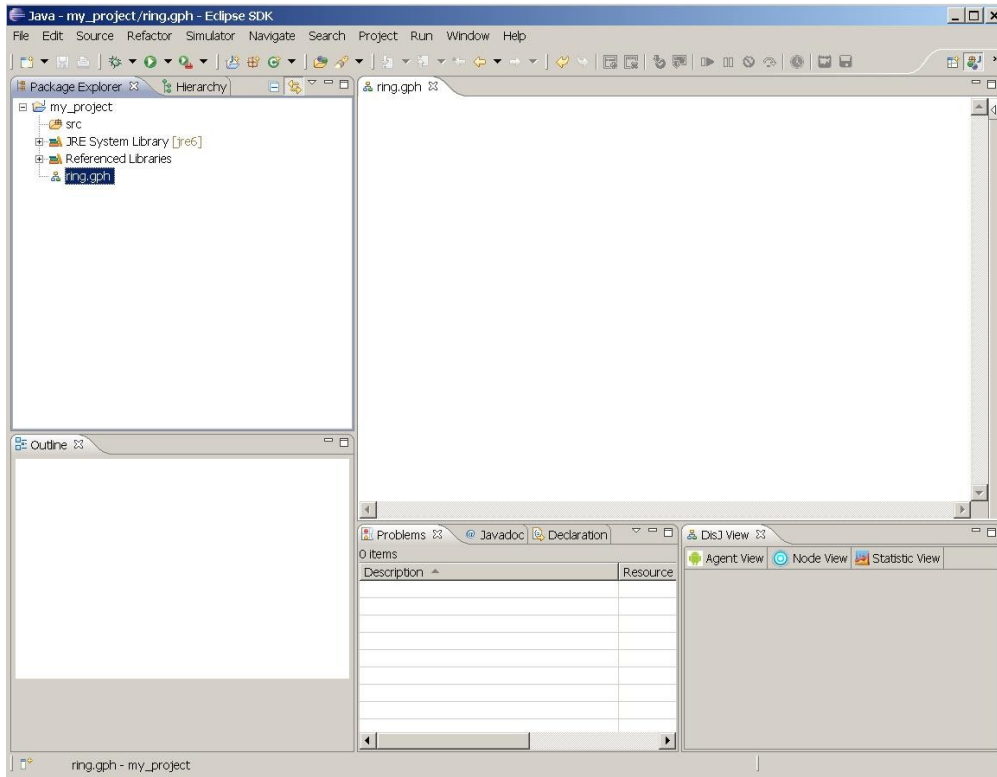 Java - my_project/ring.gph - Eclipse SDK
File Edit Source Refactor Simulator Navigate Search Project Run Window Help
Package Explorer Hierarchy
my_project
src
JRE System Library [jre6]
Referenced Libraries
ring.gph
ring.gph
Outline
Problems @ Javadoc Declaration
0 items
Description Resource
DisJ View
Agent View Node View Statistic View
ring.gph - my_project